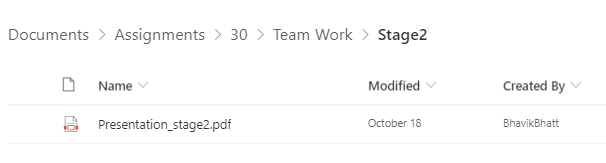 Documents > Assignments > 30 > Team Work > Stage2
Name Modified Created By
Presentation_stage2.pdf October 18 BhavikBhatt